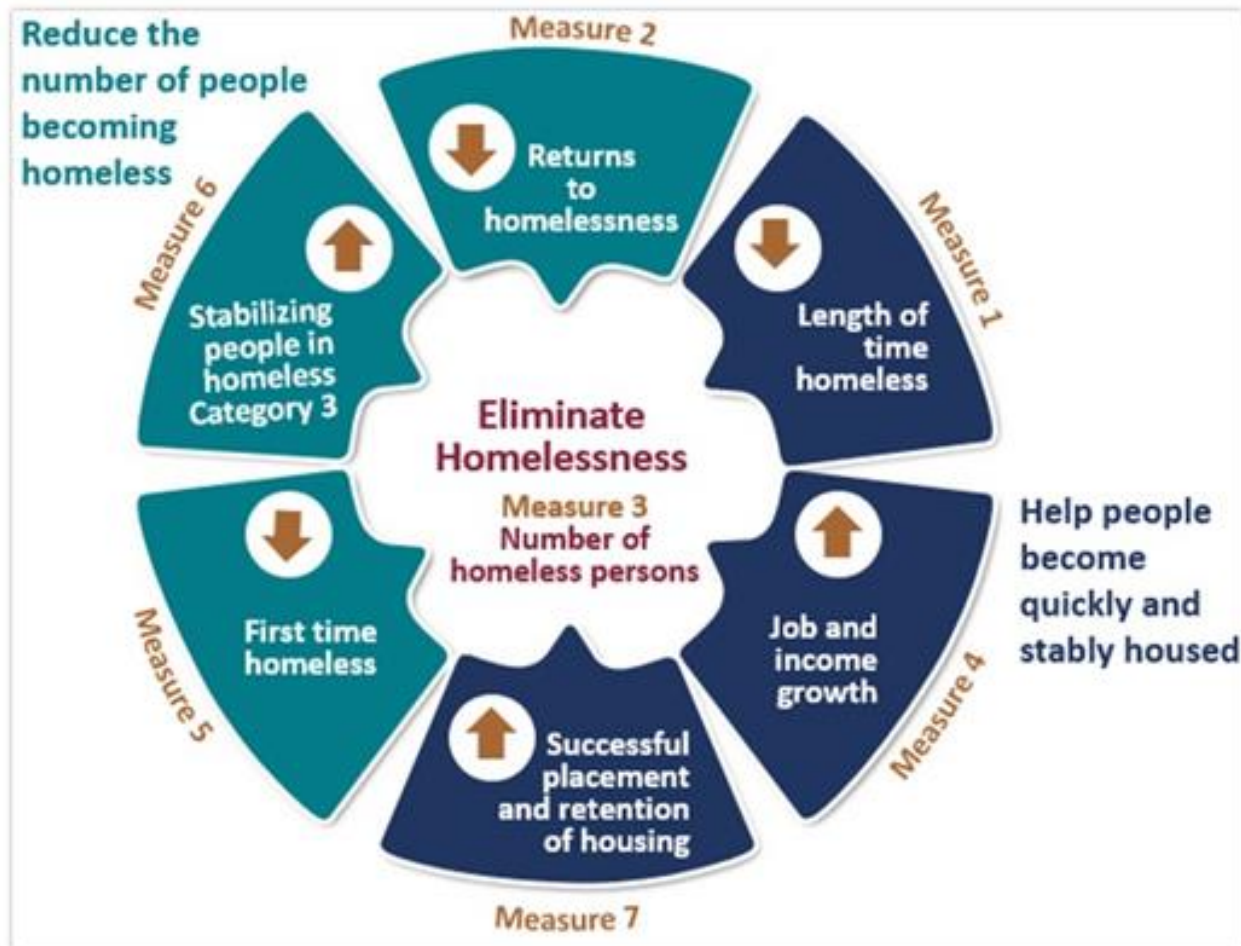 Reduce the
number of people
becoming
homeless
Measure 2
Returns
to
homelessness
Measure 1
Length of
time
homeless
Measure 6
Stabilizing
people in
homeless
Category 3
Eliminate
Homelessness
Measure 3
Number of
homeless persons
Measure 5
First time
homeless
Job and
income
growth
Measure 4
Help people
become
quickly and
stably housed
Successful
placement
and retention
of housing
Measure 7